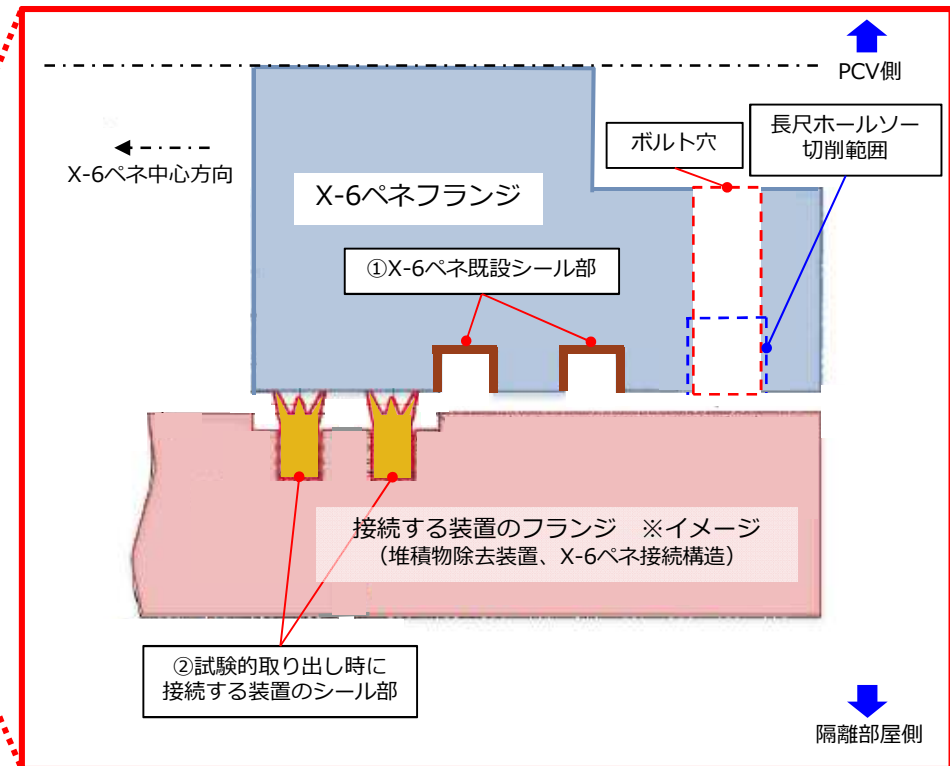 PCV側
長尺ホールソー
切削範囲
ボルト穴
X-6ペネ中心方向
X-6ペネフランジ
①X-6ペネ既設シール部
接続する装置のフランジ　※イメージ
（堆積物除去装置、X-6ペネ接続構造）
②試験的取り出し時に
接続する装置のシール部
隔離部屋側